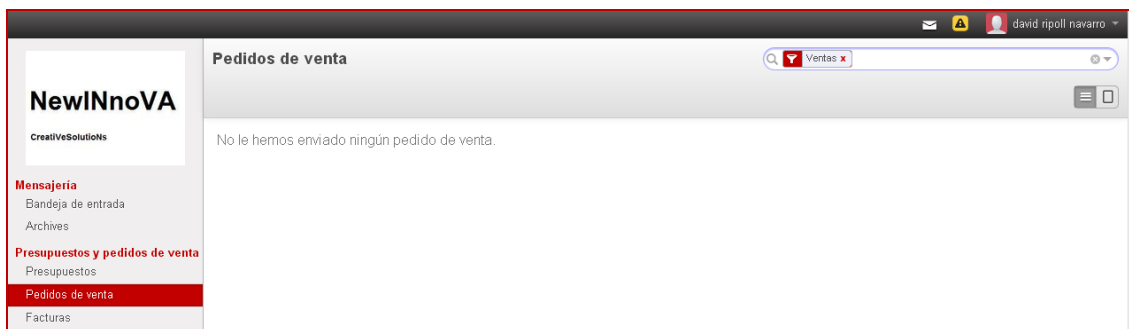 david ripoll navarro
Pedidos de venta
Ventas x
NewINnoVA
CreatiVeSolutioNs
No le hemos enviado ningún pedido de venta.
Mensajería
Bandeja de entrada
Archives
Presupuestos y pedidos de venta
Presupuestos
Pedidos de venta
Facturas